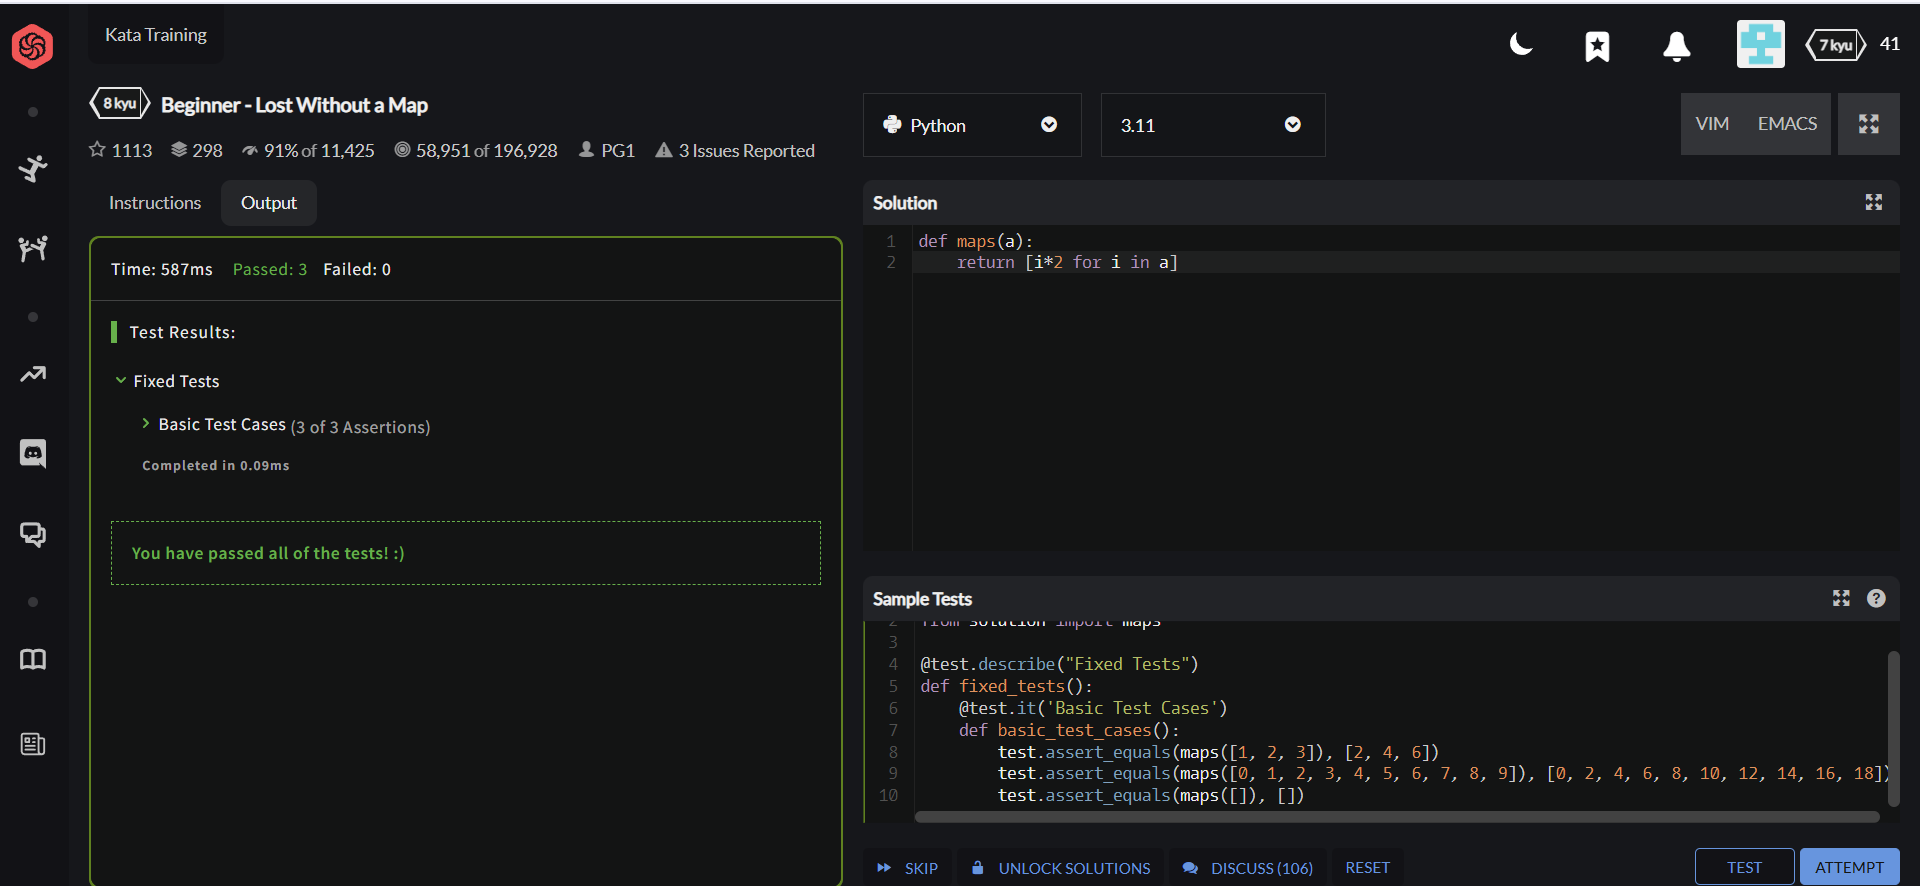 Kata Training
7 kyu 41
8 kyu Beginner - Lost Without a Map
1113 298 91% of 11,425 58,951 of 196,928 PG1 3 Issues Reported
Python 3.11 VIM EMACS
Instructions Output
Time: 587ms Passed: 3 Failed: 0
Test Results:
Fixed Tests
Basic Test Cases (3 of 3 Assertions)
Completed in 0.09ms
You have passed all of the tests! :)
Solution
1 def maps(a):
2 return [i*2 for i in a]
Sample Tests
2 from solution import maps
3
4 @test.describe("Fixed Tests")
5 def fixed_tests():
6 @test.it('Basic Test Cases')
7 def basic_test_cases():
8 test.assert_equals(maps([1, 2, 3]), [2, 4, 6])
9 test.assert_equals(maps([0, 1, 2, 3, 4, 5, 6, 7, 8, 9]), [0, 2, 4, 6, 8, 10, 12, 14, 16, 18])
10 test.assert_equals(maps([]), [])
SKIP UNLOCK SOLUTIONS DISCUSS (106) RESET TEST ATTEMPT